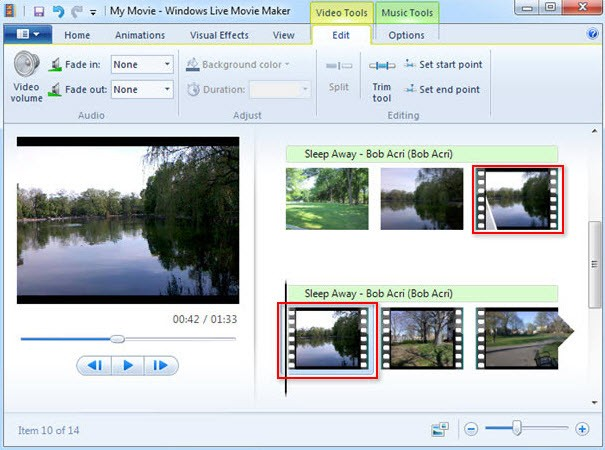 My Movie - Windows Live Movie Maker
Video Tools
Music Tools
Home
Animations
Visual Effects
View
Edit
Options
Video volume
Fade in: None
Fade out: None
Audio
Background color
Duration:
Adjust
Split
Trim tool
Set start point
Set end point
Editing
Sleep Away - Bob Acri (Bob Acri)
Sleep Away - Bob Acri (Bob Acri)
00:42 / 01:33
Item 10 of 14